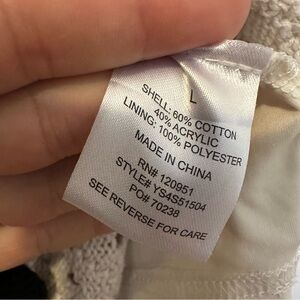 L
SHELL: 60% COTTON
40% ACRYLIC
LINING: 100% POLYESTER
MADE IN CHINA
RN# 120951
STYLE# YS4S51504
PO# 70238
SEE REVERSE FOR CARE